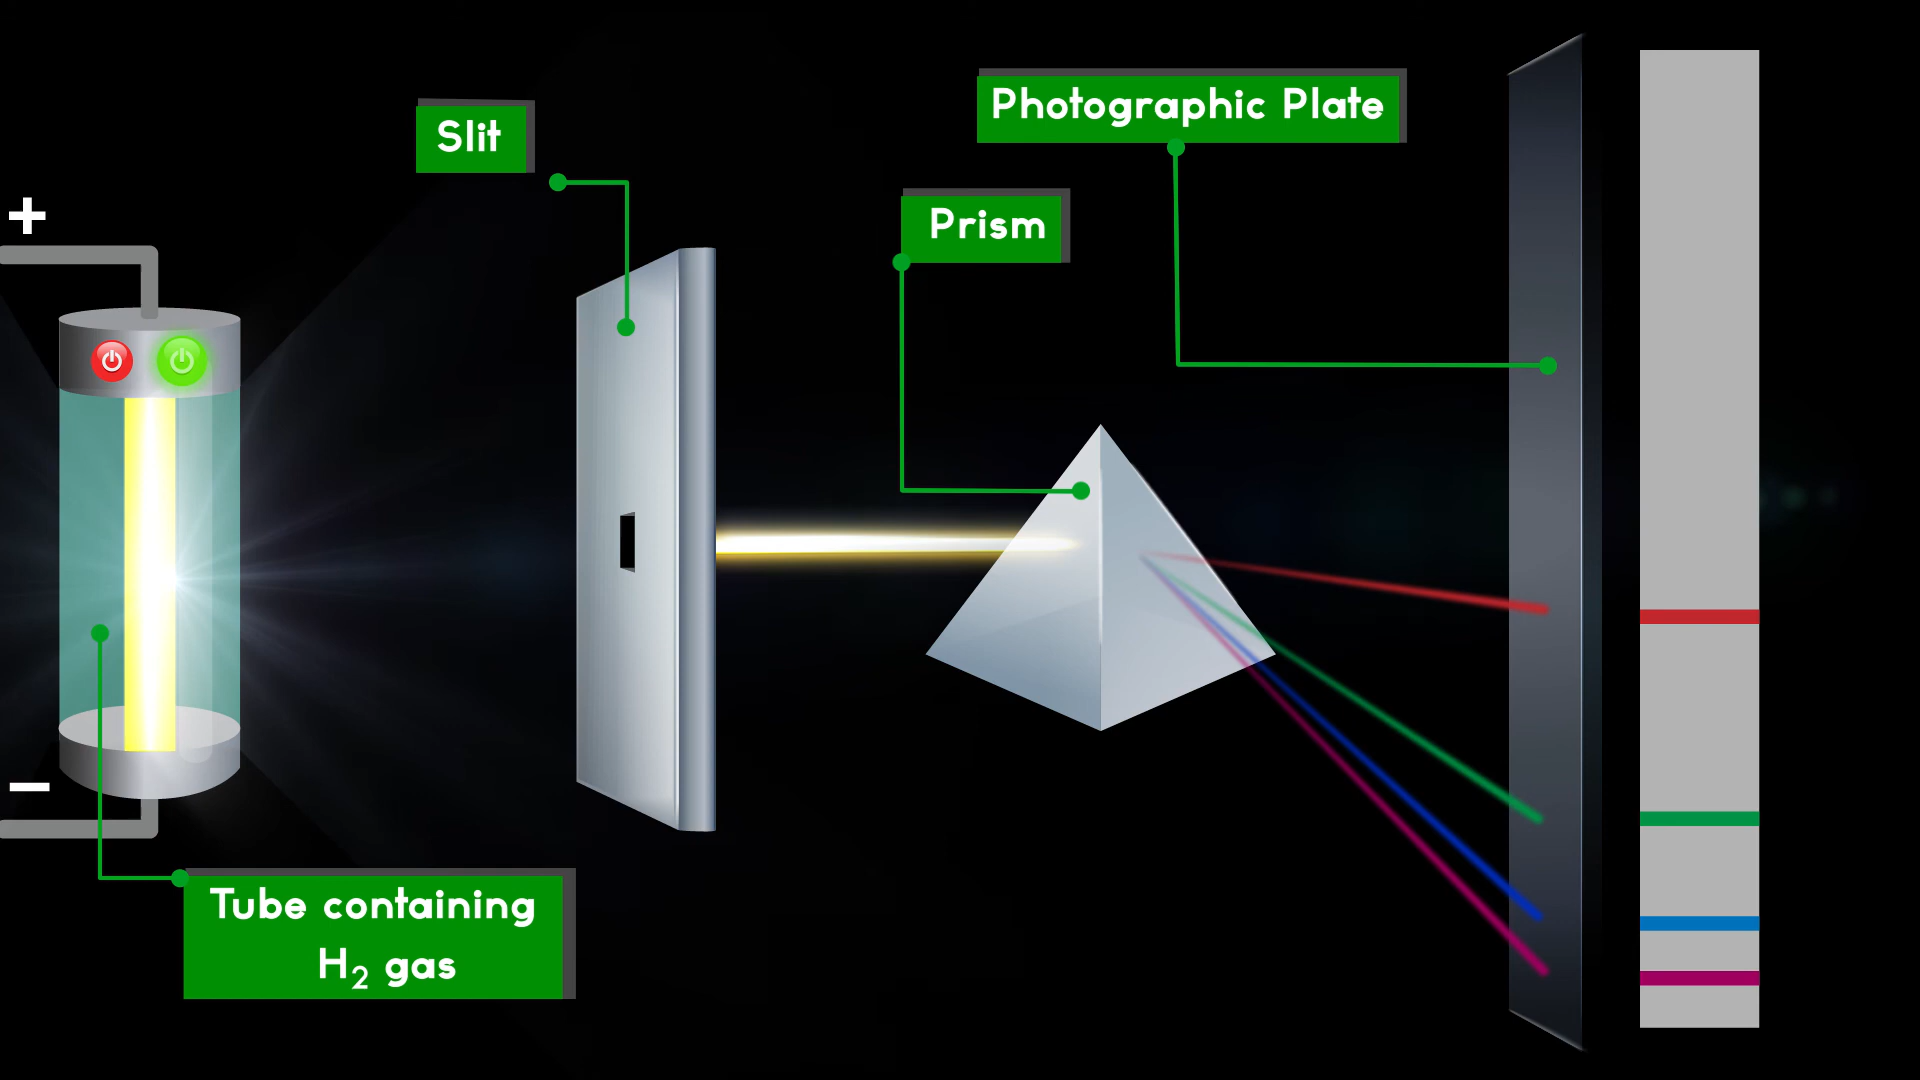 Photographic Plate
Slit
Prism
+
−
Tube containing
H₂ gas